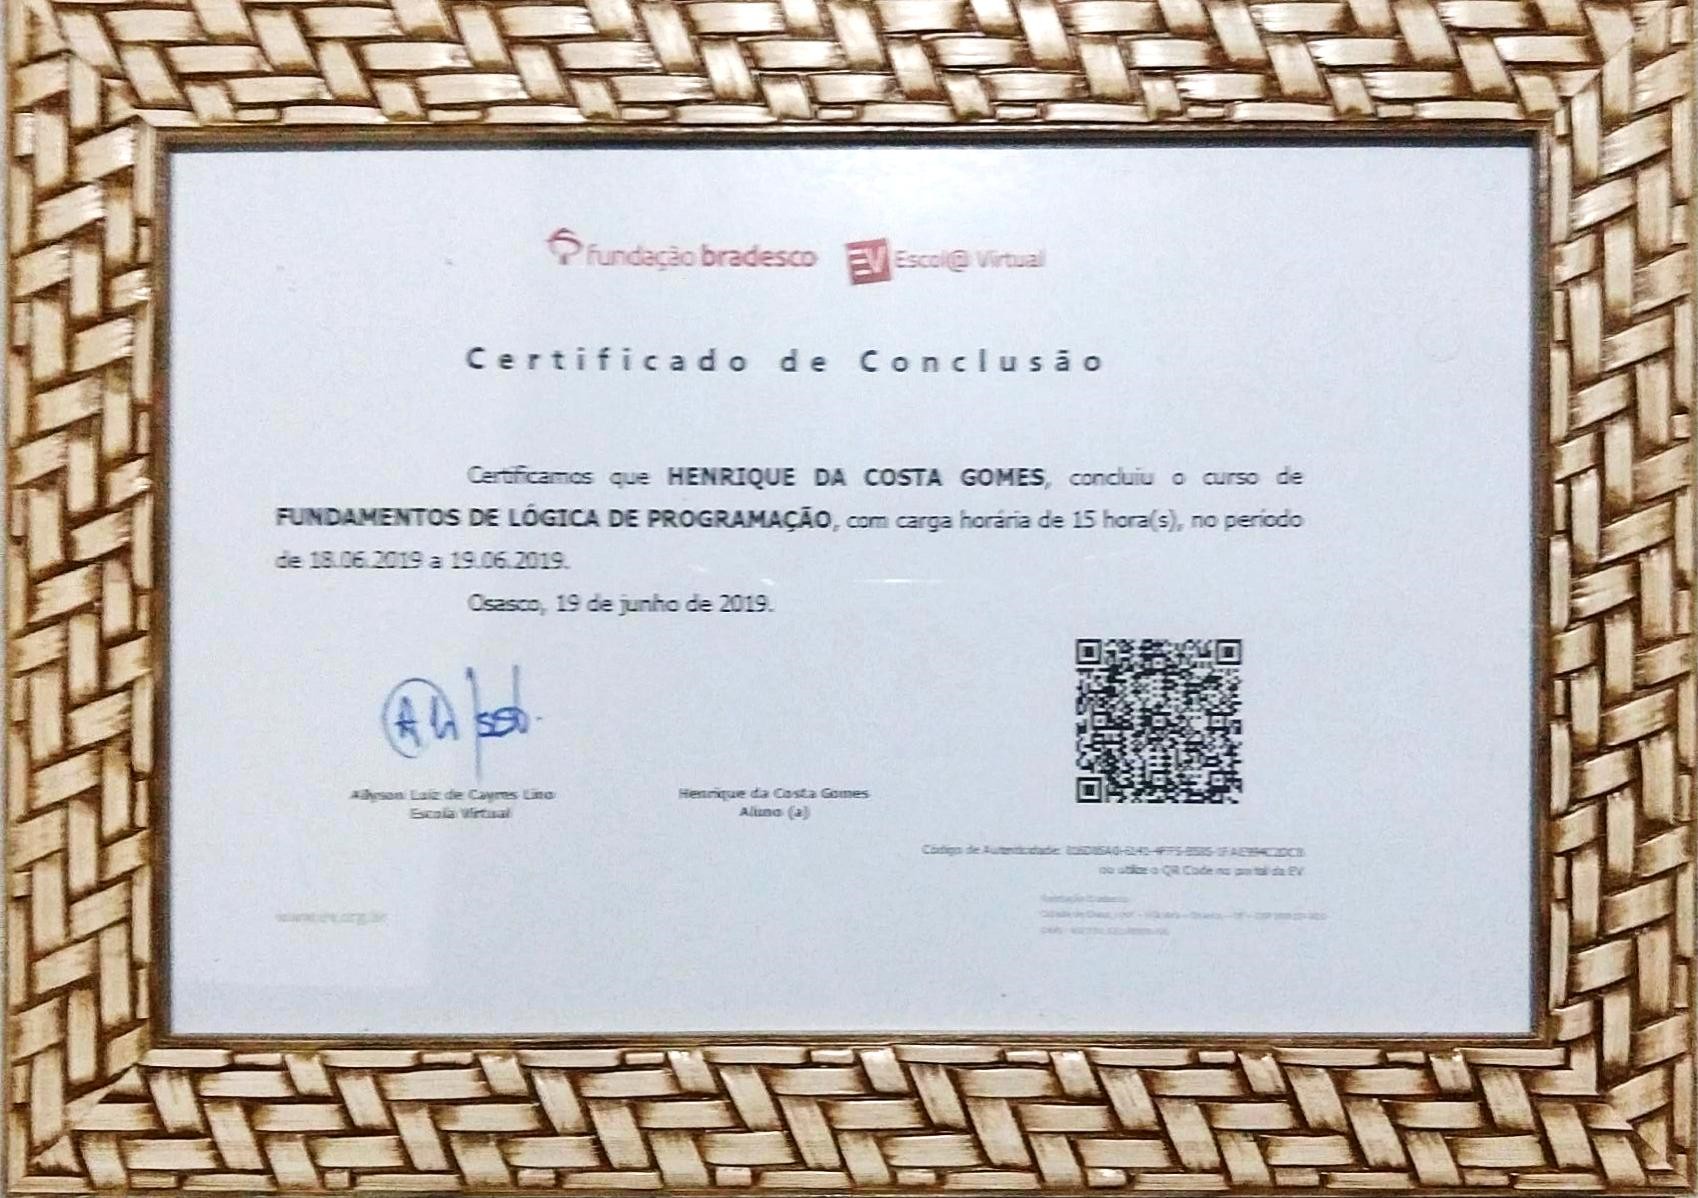 fundação bradesco EV Escol@ Virtual
Certificado de Conclusão
Certificamos que HENRIQUE DA COSTA GOMES, concluiu o curso de
FUNDAMENTOS DE LÓGICA DE PROGRAMAÇÃO, com carga horária de 15 hora(s), no período
de 18.06.2019 a 19.06.2019.
Osasco, 19 de junho de 2019.
Allyson Luiz de Cayres Lino
Escola Virtual
Henrique da Costa Gomes
Aluno (a)
Código de Autenticidade:
ou utilize o QR Code no portal da EV
www.ev.org.br
Fundação Bradesco